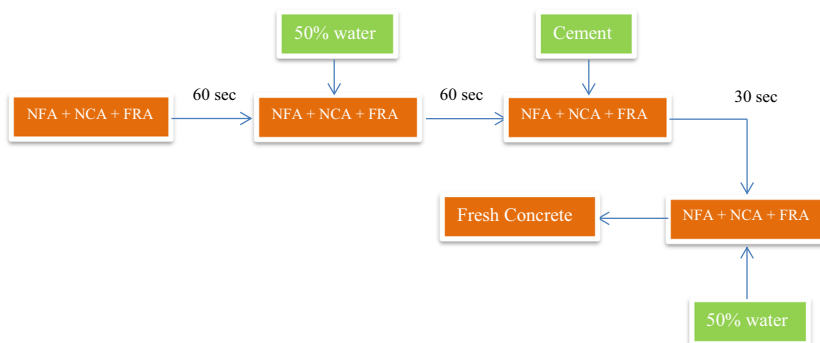 50% water
Cement
60 sec
60 sec
30 sec
NFA + NCA + FRA
NFA + NCA + FRA
NFA + NCA + FRA
Fresh Concrete
NFA + NCA + FRA
50% water